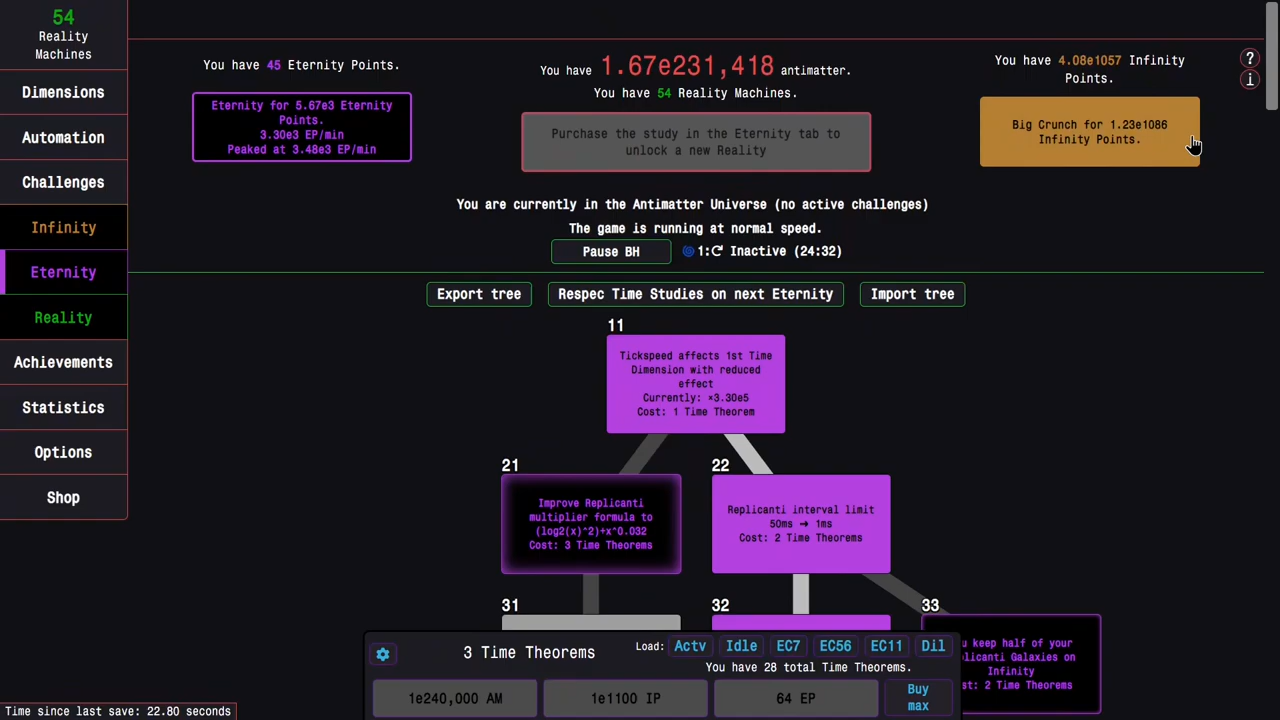 54
Reality
Machines
Dimensions
Automation
Challenges
Infinity
Eternity
Reality
Achievements
Statistics
Options
Shop
You have 45 Eternity Points.
Eternity for 5.67e3 Eternity
Points.
3.30e3 EP/min
Peaked at 3.48e3 EP/min
You have 1.67e231,418 antimatter.
You have 54 Reality Machines.
Purchase the study in the Eternity tab to
unlock a new Reality
You have 4.08e1057 Infinity
Points.
Big Crunch for 1.23e1086
Infinity Points.
?
i
You are currently in the Antimatter Universe (no active challenges)
The game is running at normal speed.
Pause BH
1: Inactive (24:32)
Export tree
Respec Time Studies on next Eternity
Import tree
11
Tickspeed affects 1st Time
Dimension with reduced
effect
Currently: ×3.30e5
Cost: 1 Time Theorem
21
Improve Replicanti
multiplier formula to
(log2(x)^2)+x^0.032
Cost: 3 Time Theorems
22
Replicanti interval limit
50ms → 1ms
Cost: 2 Time Theorems
31
32
33
keep half of your
Galaxies on
Infinity
2 Time Theorems
3 Time Theorems
Load: Actv Idle EC7 EC56 EC11 Dil
You have 28 total Time Theorems.
1e240,000 AM
1e1100 IP
64 EP
Buy
max
Time since last save: 22.80 seconds